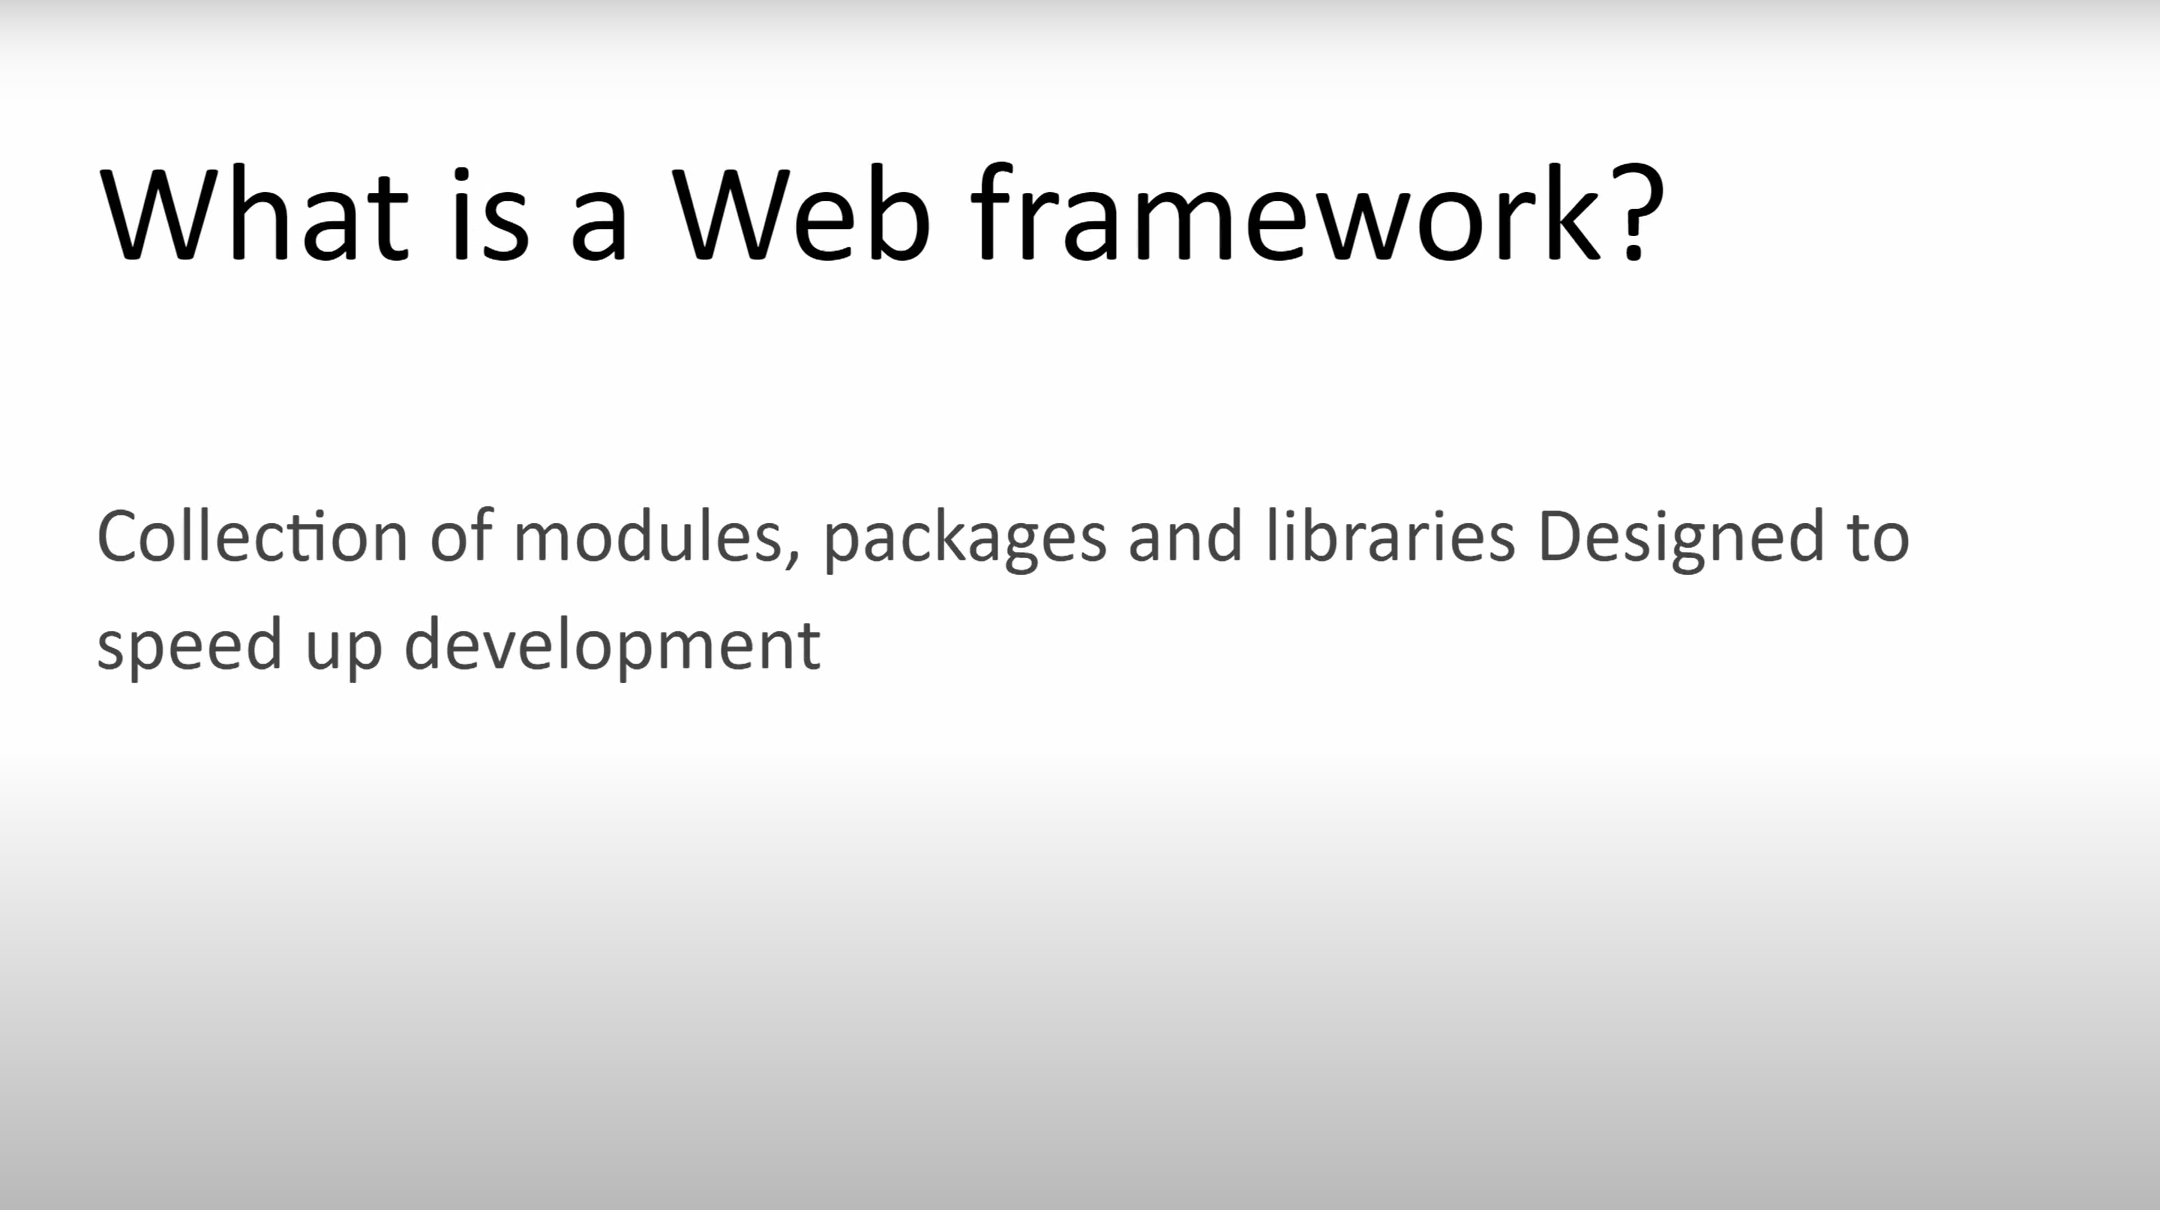 What is a Web framework?
Collection of modules, packages and libraries Designed to
speed up development